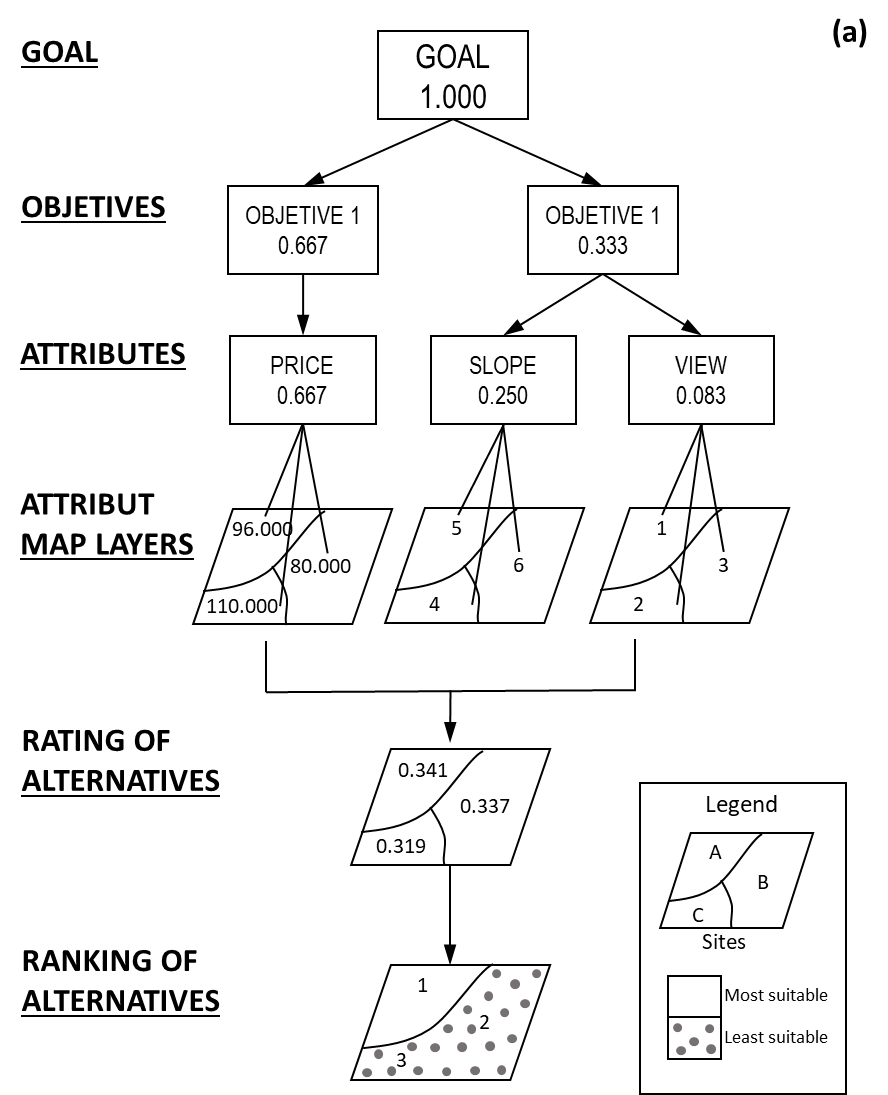 (a)
GOAL
GOAL
1.000
OBJETIVES
OBJETIVE 1
0.667
OBJETIVE 1
0.333
ATTRIBUTES
PRICE
0.667
SLOPE
0.250
VIEW
0.083
ATTRIBUT
MAP LAYERS
96.000
80.000
110.000
5
6
4
1
3
2
RATING OF
ALTERNATIVES
0.341
0.337
0.319
Legend
A
B
C
Sites
Most suitable
Least suitable
RANKING OF
ALTERNATIVES
1
2
3